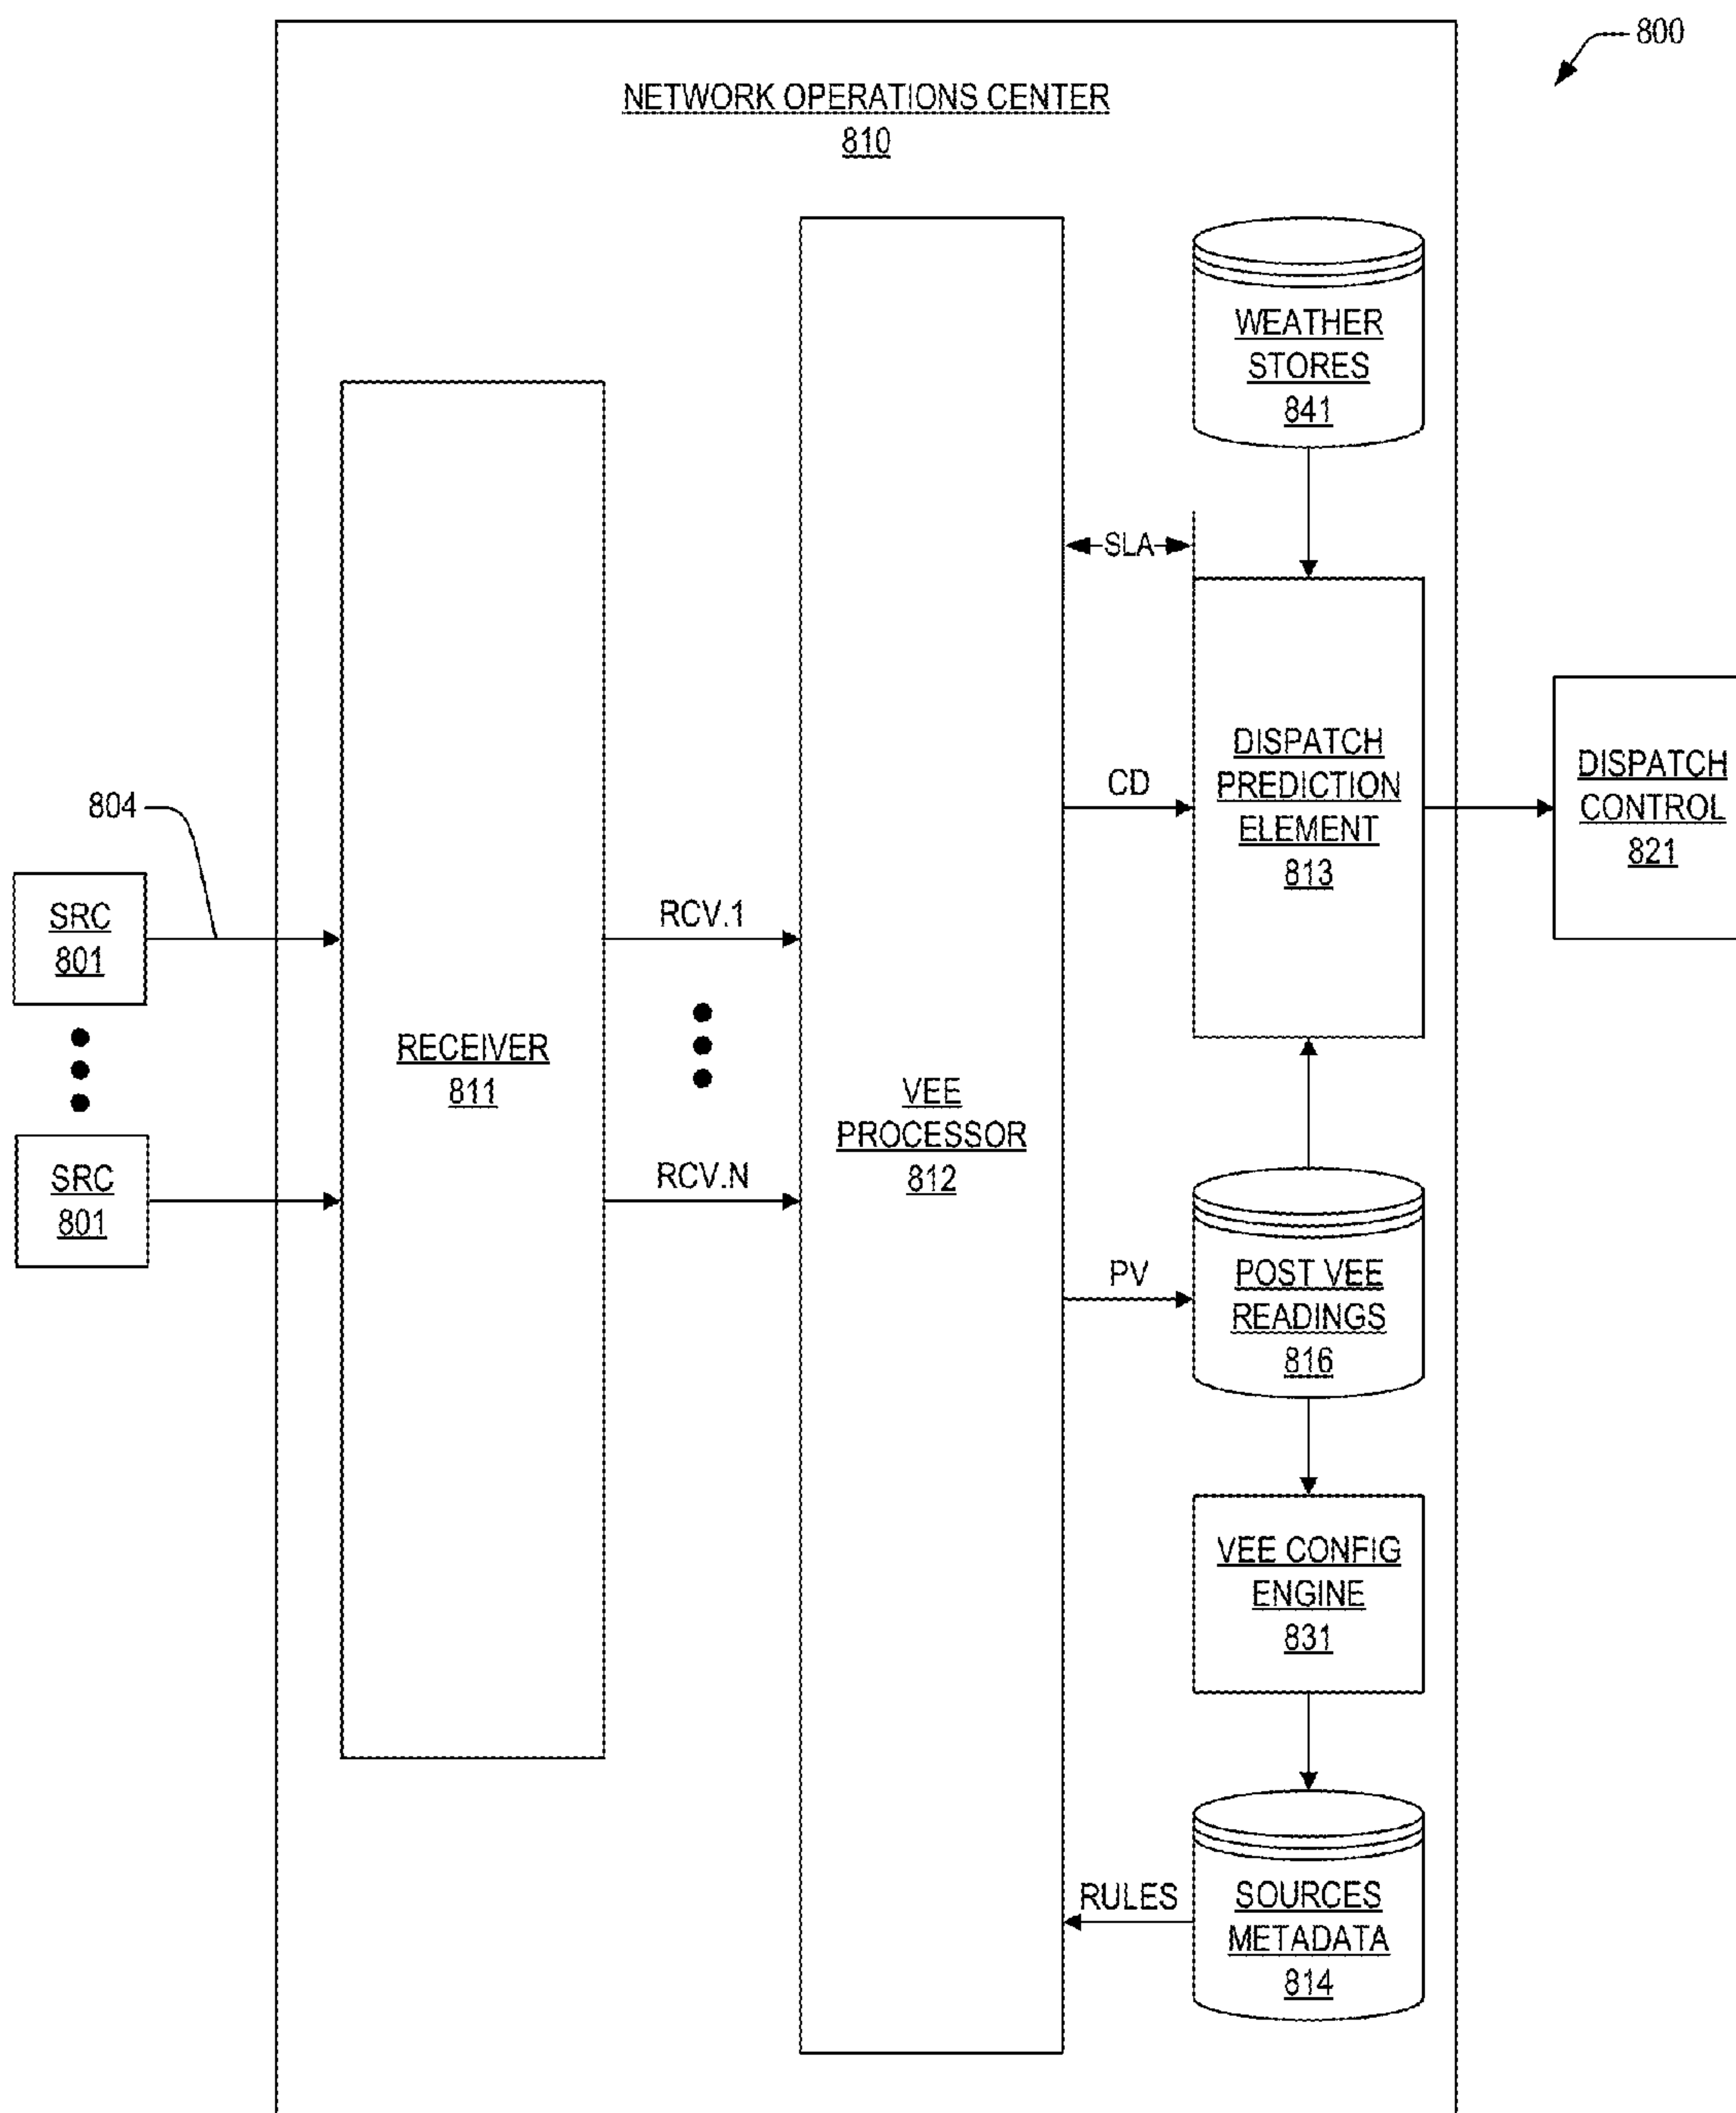 800
NETWORK OPERATIONS CENTER
810
WEATHER
STORES
841
SLA
DISPATCH
PREDICTION
ELEMENT
813
CD
DISPATCH
CONTROL
821
804
SRC
801
RCV.1
RECEIVER
811
VEE
PROCESSOR
812
SRC
801
RCV.N
PV
POST VEE
READINGS
816
VEE CONFIG
ENGINE
831
RULES
SOURCES
METADATA
814